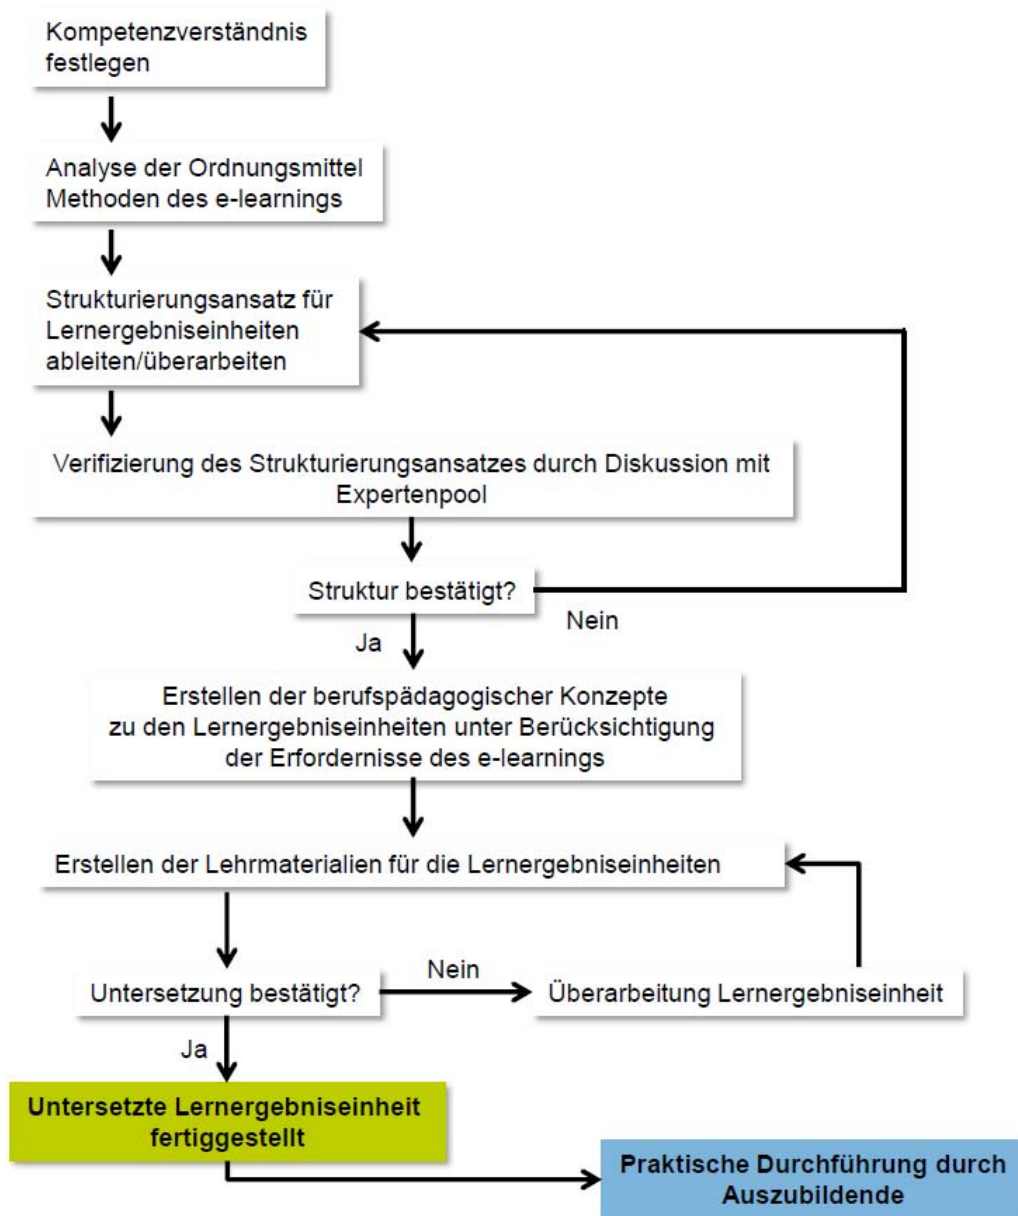 Kompetenzverständnis
festlegen
Analyse der Ordnungsmittel
Methoden des e-learnings
Strukturierungsansatz für
Lernergebniseinheiten
ableiten/überarbeiten
Verifizierung des Strukturierungsansatzes durch Diskussion mit
Expertenpool
Struktur bestätigt?
Nein
Ja
Erstellen der berufspädagogischer Konzepte
zu den Lernergebniseinheiten unter Berücksichtigung
der Erfordernisse des e-learnings
Erstellen der Lehrmaterialien für die Lernergebniseinheiten
Untersetzung bestätigt?
Nein
Überarbeitung Lernergebniseinheit
Ja
Untersetzte Lernergebniseinheit
fertiggestellt
Praktische Durchführung durch
Auszubildende